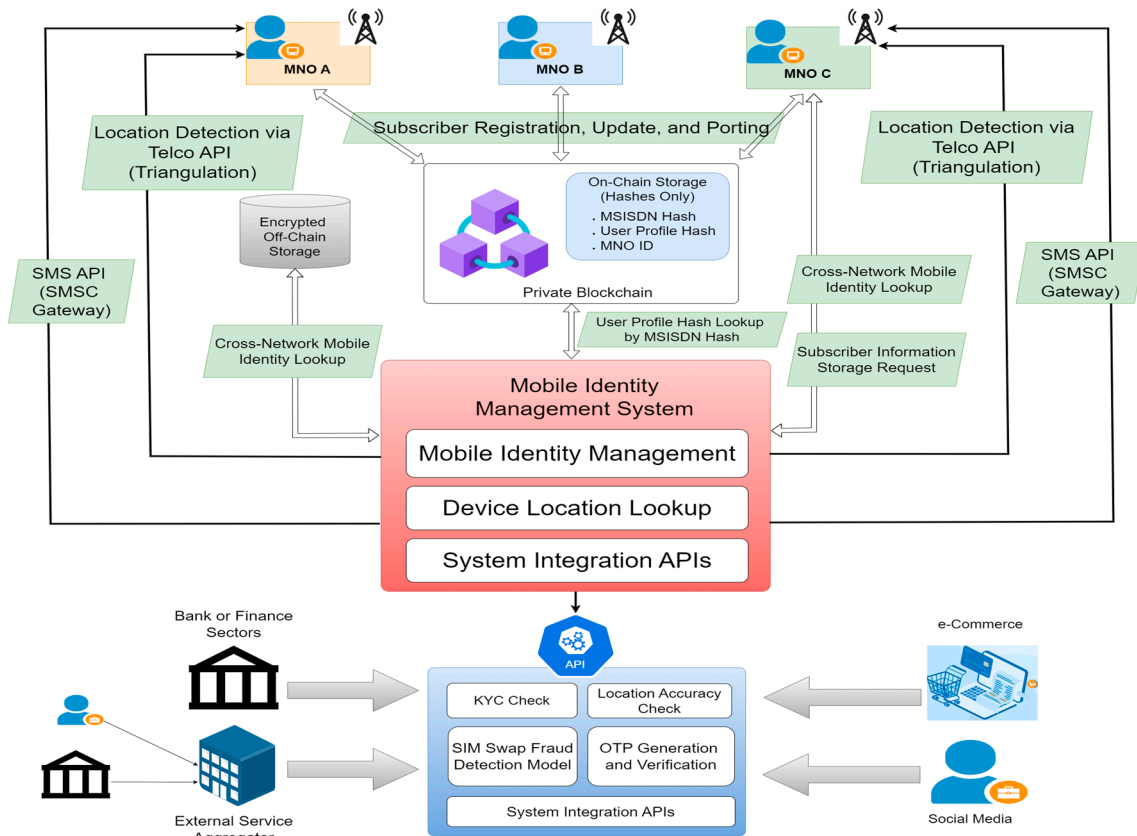 MNO A
MNO B
MNO C
Subscriber Registration, Update, and Porting
Location Detection via
Telco API
(Triangulation)
Location Detection via
Telco API
(Triangulation)
On-Chain Storage
(Hashes Only)
. MSISDN Hash
. User Profile Hash
. MNO ID
Private Blockchain
Encrypted
Off-Chain
Storage
SMS API
(SMSC
Gateway)
SMS API
(SMSC
Gateway)
Cross-Network Mobile
Identity Lookup
User Profile Hash Lookup
by MSISDN Hash
Cross-Network Mobile
Identity Lookup
Subscriber Information
Storage Request
Mobile Identity
Management System
Mobile Identity Management
Device Location Lookup
System Integration APIs
Bank or Finance
Sectors
API
e-Commerce
KYC Check
Location Accuracy
Check
SIM Swap Fraud
Detection Model
OTP Generation
and Verification
System Integration APIs
External Service
Aggregator
Social Media